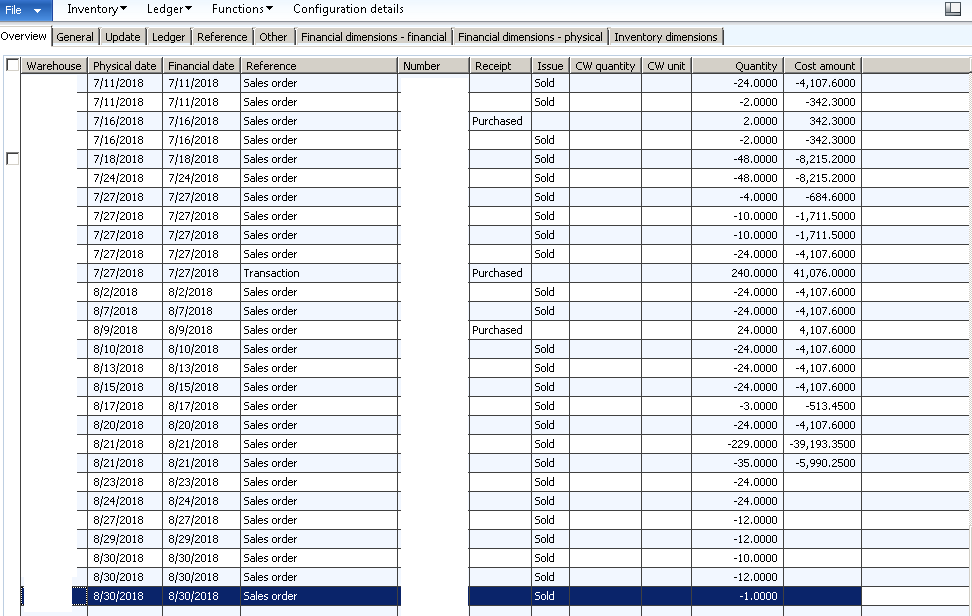 File Inventory Ledger Functions Configuration details
Overview General Update Ledger Reference Other Financial dimensions - financial Financial dimensions - physical Inventory dimensions
Warehouse Physical date Financial date Reference Number Receipt Issue CW quantity CW unit Quantity Cost amount
7/11/2018 7/11/2018 Sales order Sold -24.0000 -4,107.6000
7/11/2018 7/11/2018 Sales order Sold -2.0000 -342.3000
7/16/2018 7/16/2018 Sales order Purchased 2.0000 342.3000
7/16/2018 7/16/2018 Sales order Sold -2.0000 -342.3000
7/18/2018 7/18/2018 Sales order Sold -48.0000 -8,215.2000
7/24/2018 7/24/2018 Sales order Sold -48.0000 -8,215.2000
7/27/2018 7/27/2018 Sales order Sold -4.0000 -684.6000
7/27/2018 7/27/2018 Sales order Sold -10.0000 -1,711.5000
7/27/2018 7/27/2018 Sales order Sold -10.0000 -1,711.5000
7/27/2018 7/27/2018 Sales order Sold -24.0000 -4,107.6000
7/27/2018 7/27/2018 Transaction Purchased 240.0000 41,076.0000
8/2/2018 8/2/2018 Sales order Sold -24.0000 -4,107.6000
8/7/2018 8/7/2018 Sales order Sold -24.0000 -4,107.6000
8/9/2018 8/9/2018 Sales order Purchased 24.0000 4,107.6000
8/10/2018 8/10/2018 Sales order Sold -24.0000 -4,107.6000
8/13/2018 8/13/2018 Sales order Sold -24.0000 -4,107.6000
8/15/2018 8/15/2018 Sales order Sold -24.0000 -4,107.6000
8/17/2018 8/17/2018 Sales order Sold -3.0000 -513.4500
8/20/2018 8/20/2018 Sales order Sold -24.0000 -4,107.6000
8/21/2018 8/21/2018 Sales order Sold -229.0000 -39,193.3500
8/21/2018 8/21/2018 Sales order Sold -35.0000 -5,990.2500
8/23/2018 8/23/2018 Sales order Sold -24.0000
8/24/2018 8/24/2018 Sales order Sold -24.0000
8/27/2018 8/27/2018 Sales order Sold -12.0000
8/29/2018 8/29/2018 Sales order Sold -12.0000
8/30/2018 8/30/2018 Sales order Sold -10.0000
8/30/2018 8/30/2018 Sales order Sold -12.0000
8/30/2018 8/30/2018 Sales order Sold -1.0000